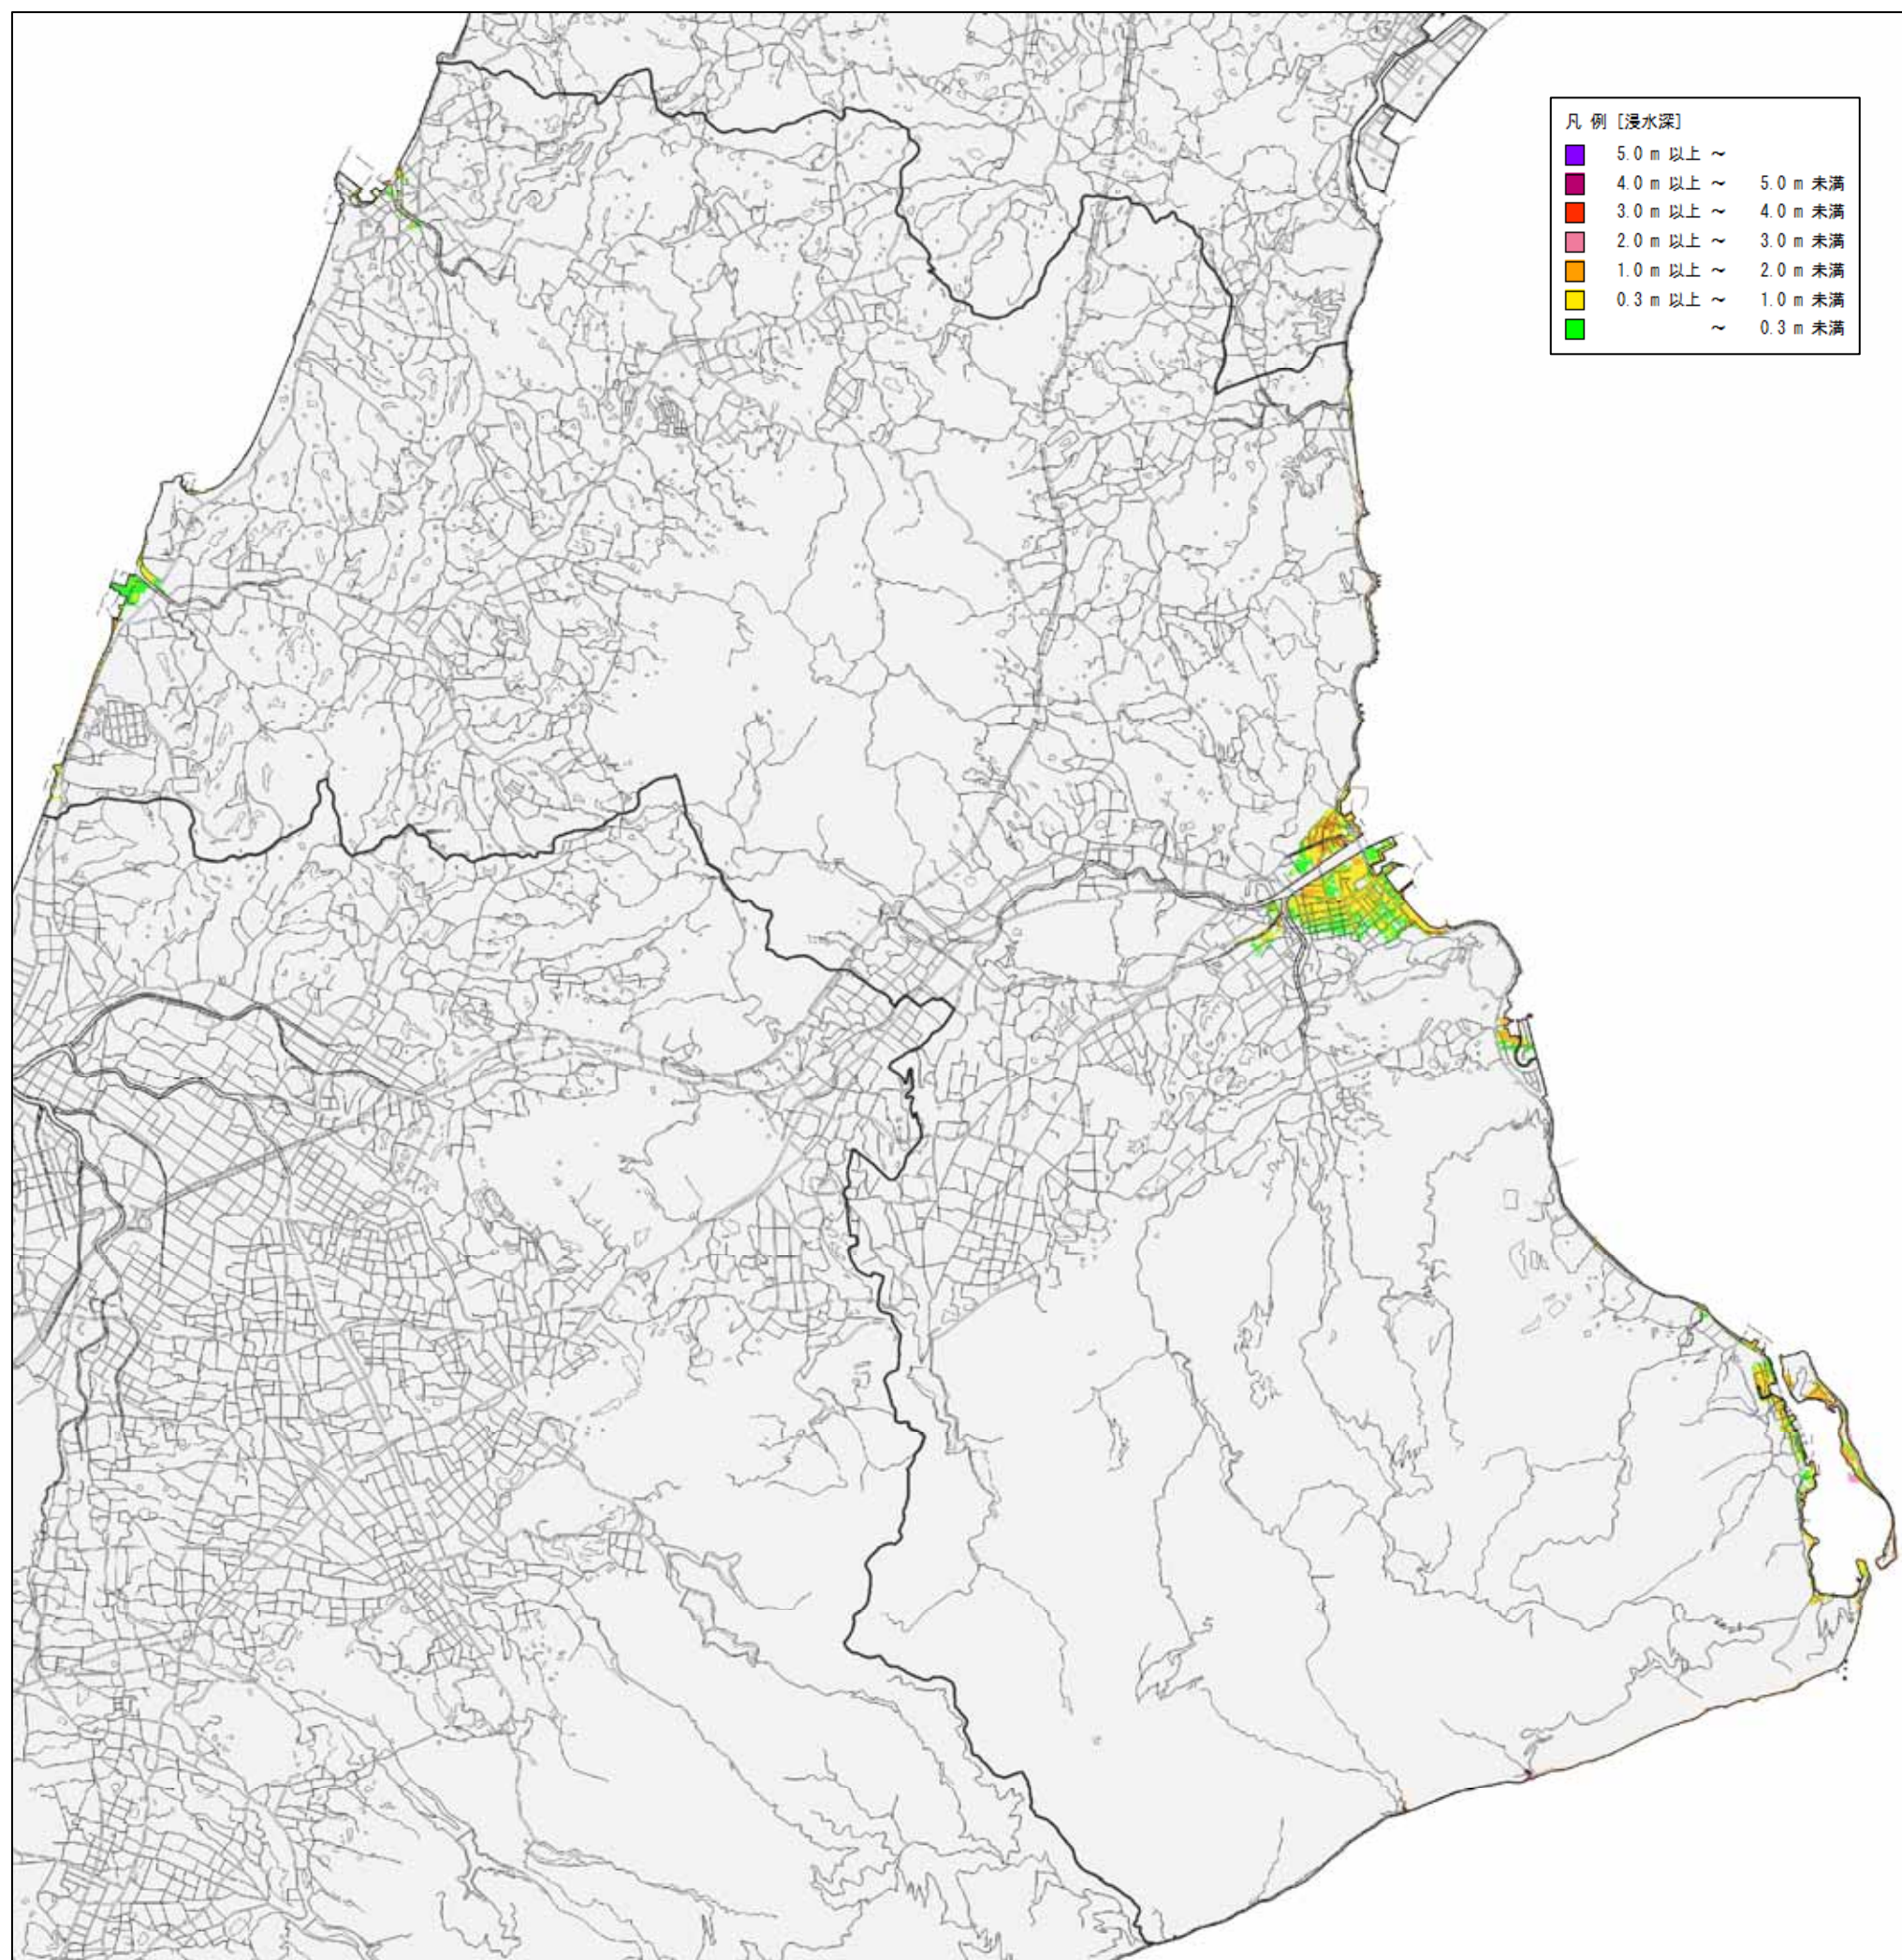 凡 例 [浸水深]
5.0 m 以上 ~
4.0 m 以上 ~ 5.0 m 未満
3.0 m 以上 ~ 4.0 m 未満
2.0 m 以上 ~ 3.0 m 未満
1.0 m 以上 ~ 2.0 m 未満
0.3 m 以上 ~ 1.0 m 未満
~ 0.3 m 未満